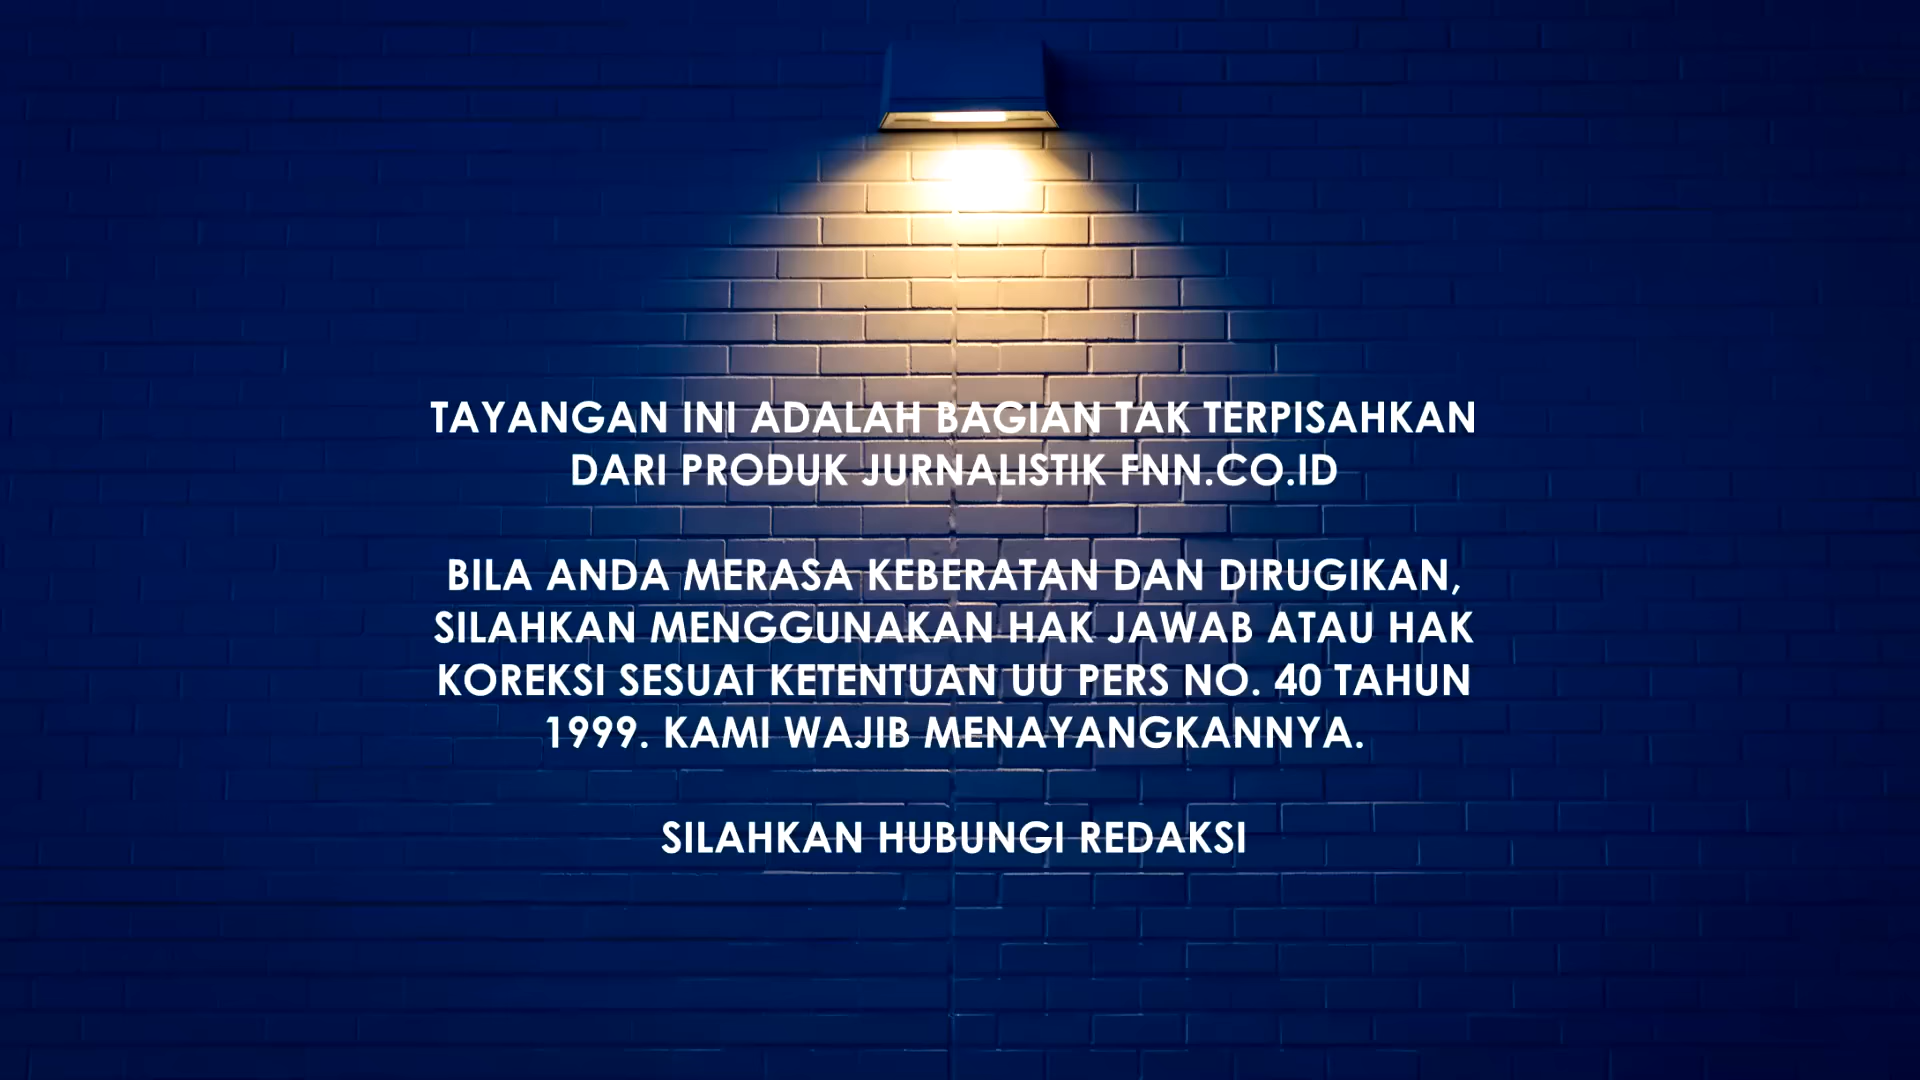 TAYANGAN INI ADALAH BAGIAN TAK TERPISAHKAN
DARI PRODUK JURNALISTIK FNN.CO.ID
BILA ANDA MERASA KEBERATAN DAN DIRUGIKAN,
SILAHKAN MENGGUNAKAN HAK JAWAB ATAU HAK
KOREKSI SESUAI KETENTUAN UU PERS NO. 40 TAHUN
1999. KAMI WAJIB MENAYANGKANNYA.
SILAHKAN HUBUNGI REDAKSI